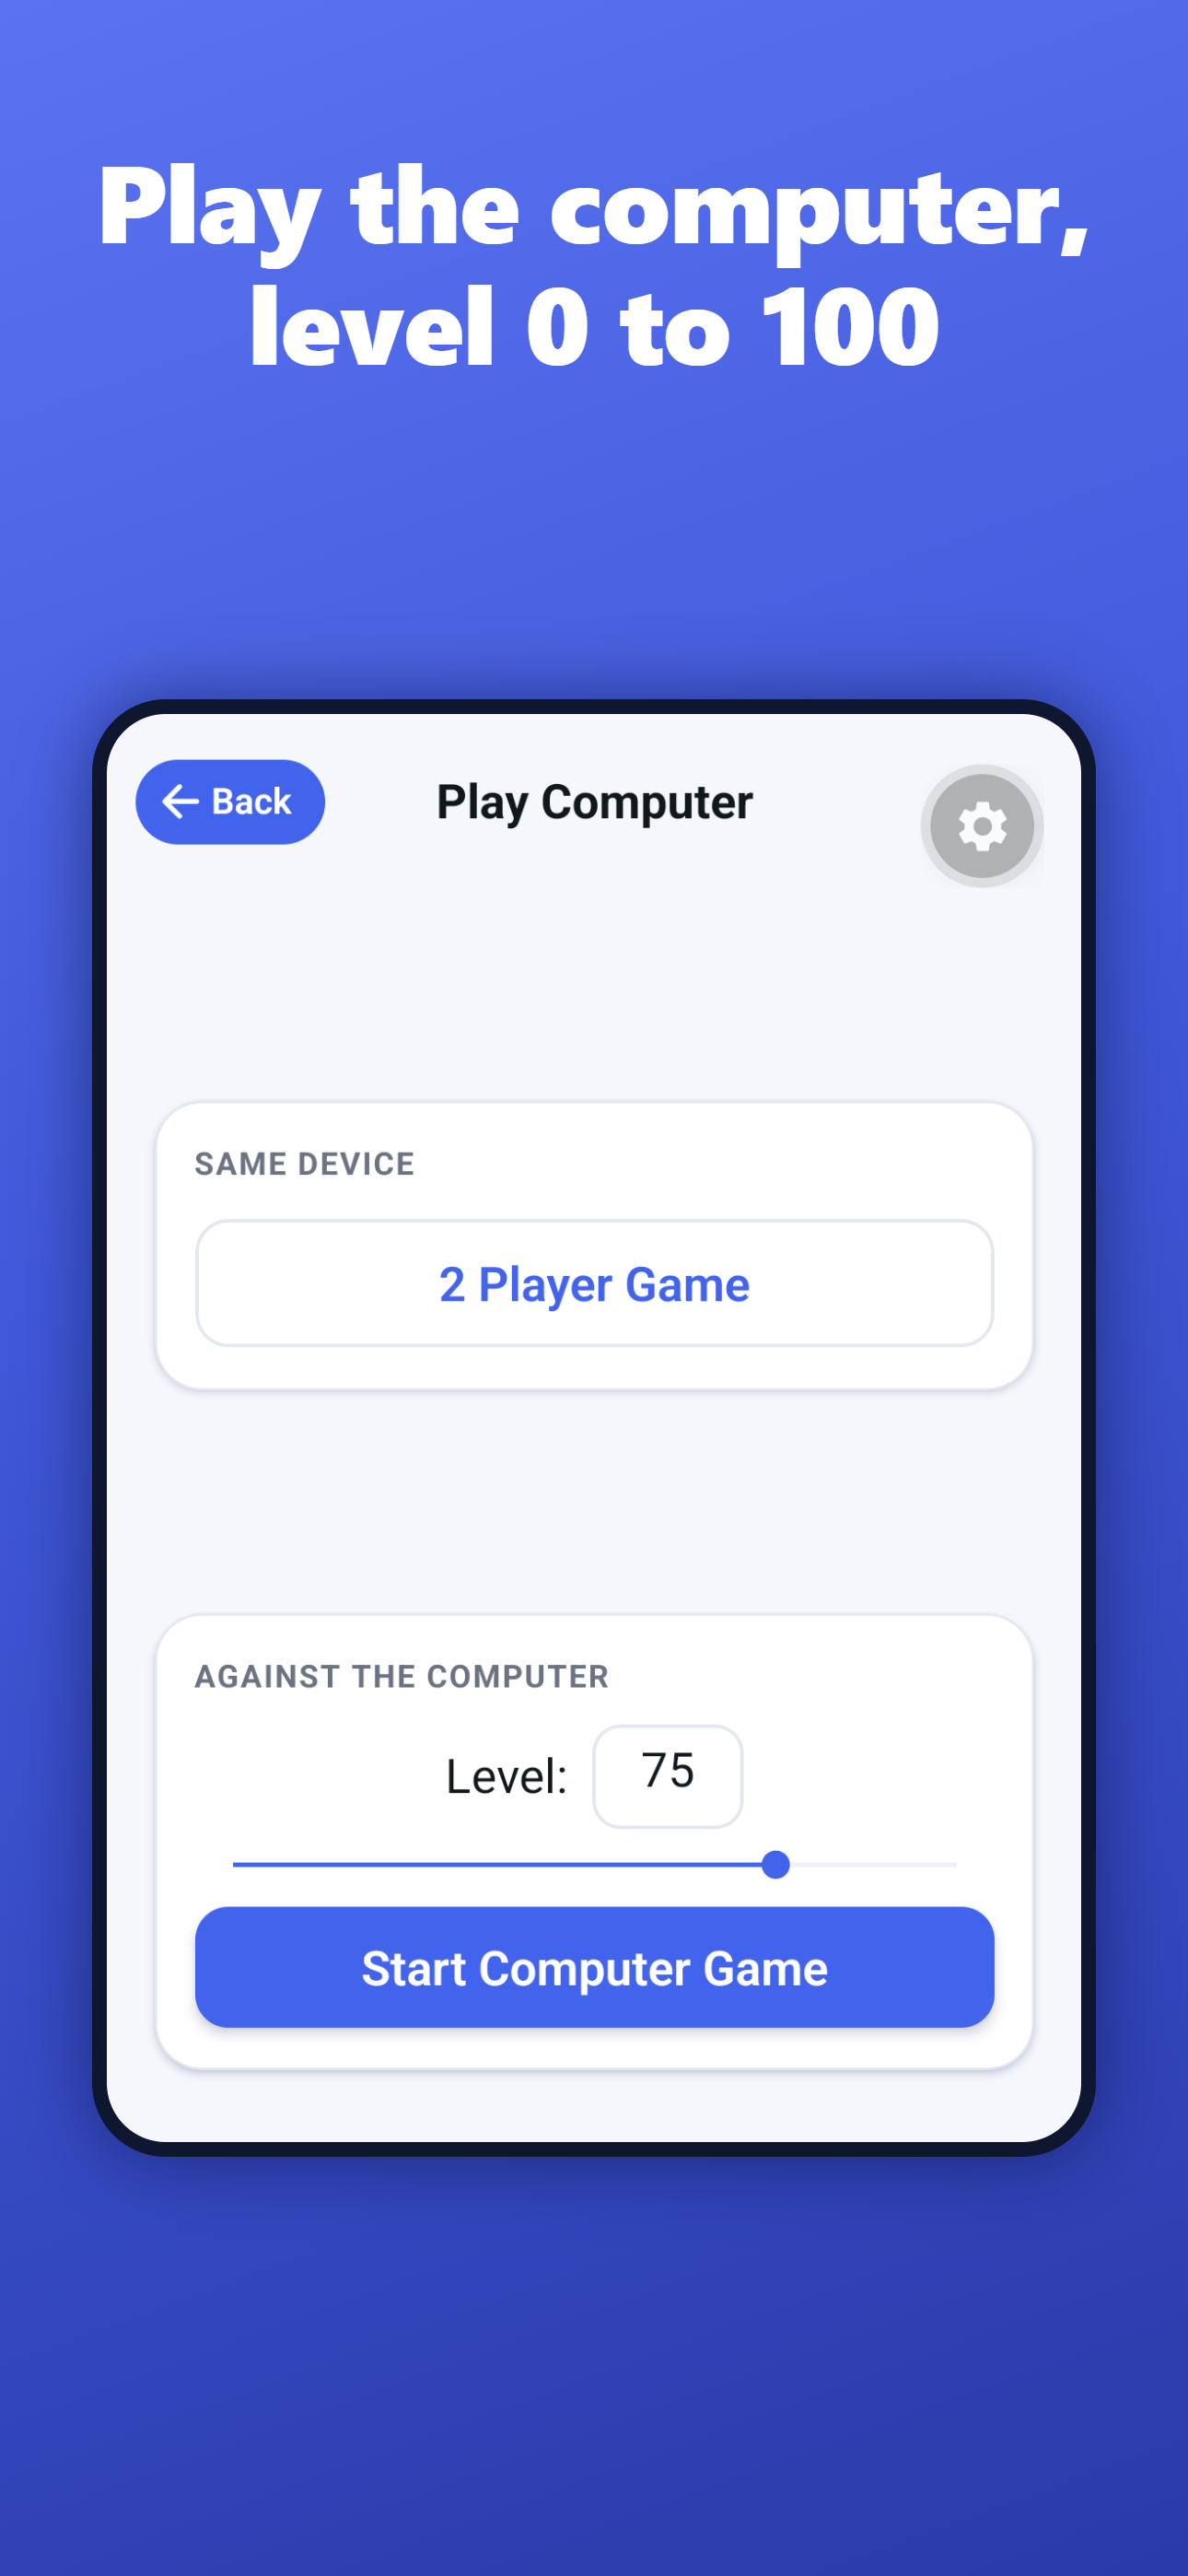 Play the computer,
level 0 to 100
Back
Play Computer
SAME DEVICE
2 Player Game
AGAINST THE COMPUTER
Level: 75
Start Computer Game